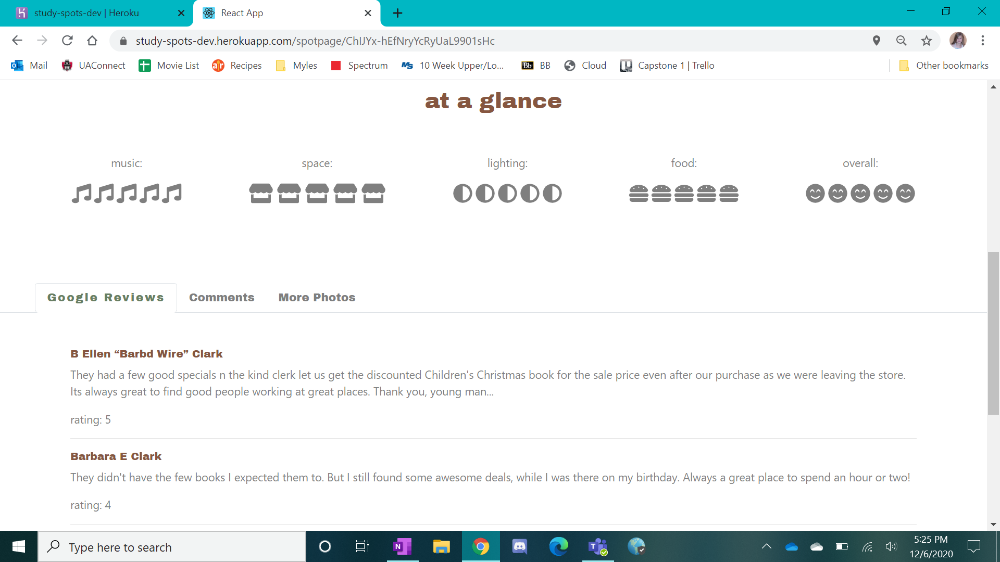 study-spots-dev | Heroku
React App
study-spots-dev.herokuapp.com/spotpage/ChIJYx-hEfNryYcRyUaL9901sHc
Mail
UAConnect
Movie List
ar Recipes
Myles
Spectrum
MS 10 Week Upper/Lo...
Bb BB
Cloud
Capstone 1 | Trello
Other bookmarks
at a glance
music:
space:
lighting:
food:
overall:
Google Reviews
Comments
More Photos
B Ellen “Barbd Wire” Clark
They had a few good specials n the kind clerk let us get the discounted Children's Christmas book for the sale price even after our purchase as we were leaving the store.
Its always great to find good people working at great places. Thank you, young man...
rating: 5
Barbara E Clark
They didn't have the few books I expected them to. But I still found some awesome deals, while I was there on my birthday. Always a great place to spend an hour or two!
rating: 4
Type here to search
N
T
5:25 PM
12/6/2020